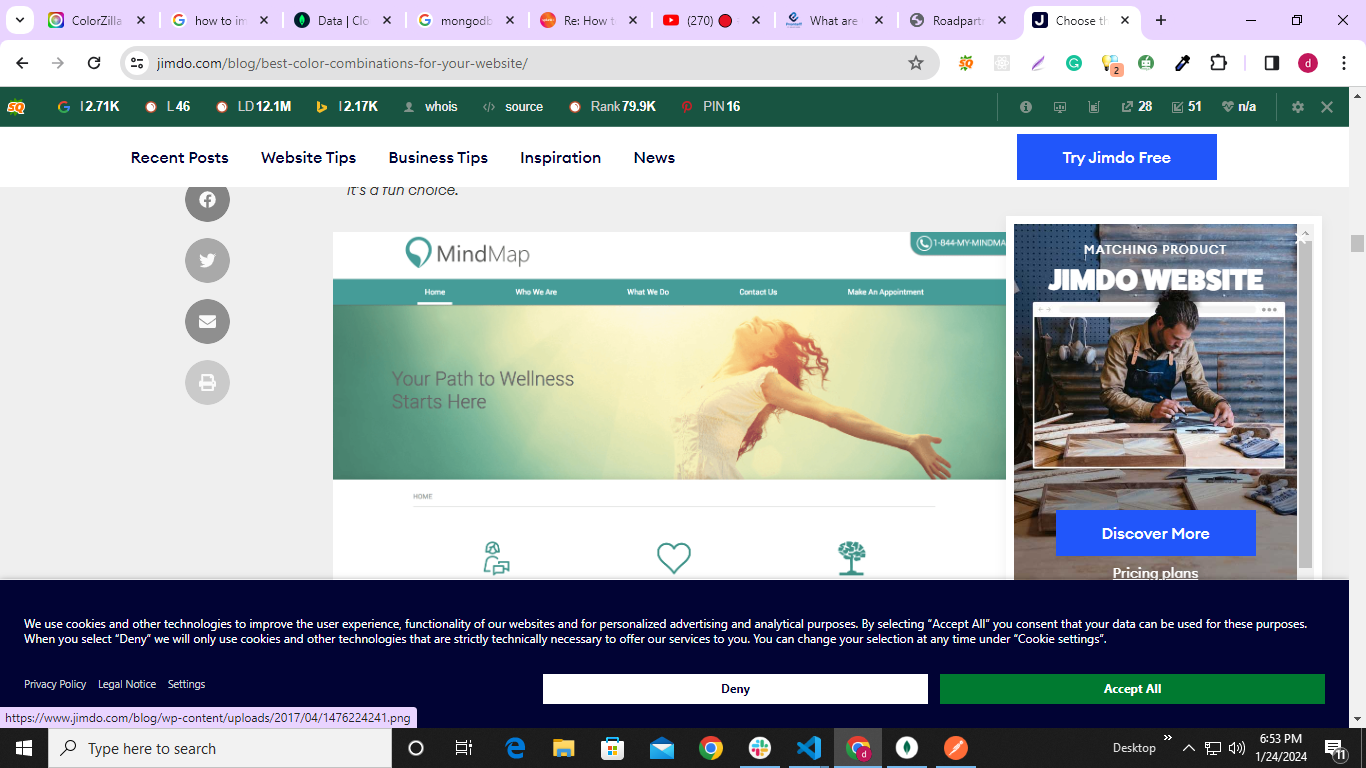 ColorZilla
how to im
Data | Clo
mongodb
Re: How to
(270)
What are
Roadpart
Choose th
jimdo.com/blog/best-color-combinations-for-your-website/
2
d
SQ
I 2.71K
L 46
LD 12.1M
I 2.17K
whois
source
Rank 79.9K
PIN 16
28
51
n/a
Recent Posts
Website Tips
Business Tips
Inspiration
News
Try Jimdo Free
it's a fun choice.
MindMap
1-844-MY-MINDMA
Home
Who We Are
What We Do
Contact Us
Make An Appointment
Your Path to Wellness
Starts Here
HOME
MATCHING PRODUCT
JIMDO WEBSITE
Discover More
Pricing plans
We use cookies and other technologies to improve the user experience, functionality of our websites and for personalized advertising and analytical purposes. By selecting “Accept All” you consent that your data can be used for these purposes.
When you select “Deny” we will only use cookies and other technologies that are strictly technically necessary to offer our services to you. You can change your selection at any time under “Cookie settings”.
Privacy Policy
Legal Notice
Settings
Deny
Accept All
https://www.jimdo.com/blog/wp-content/uploads/2017/04/1476224241.png
Type here to search
d
Desktop
6:53 PM
1/24/2024
11